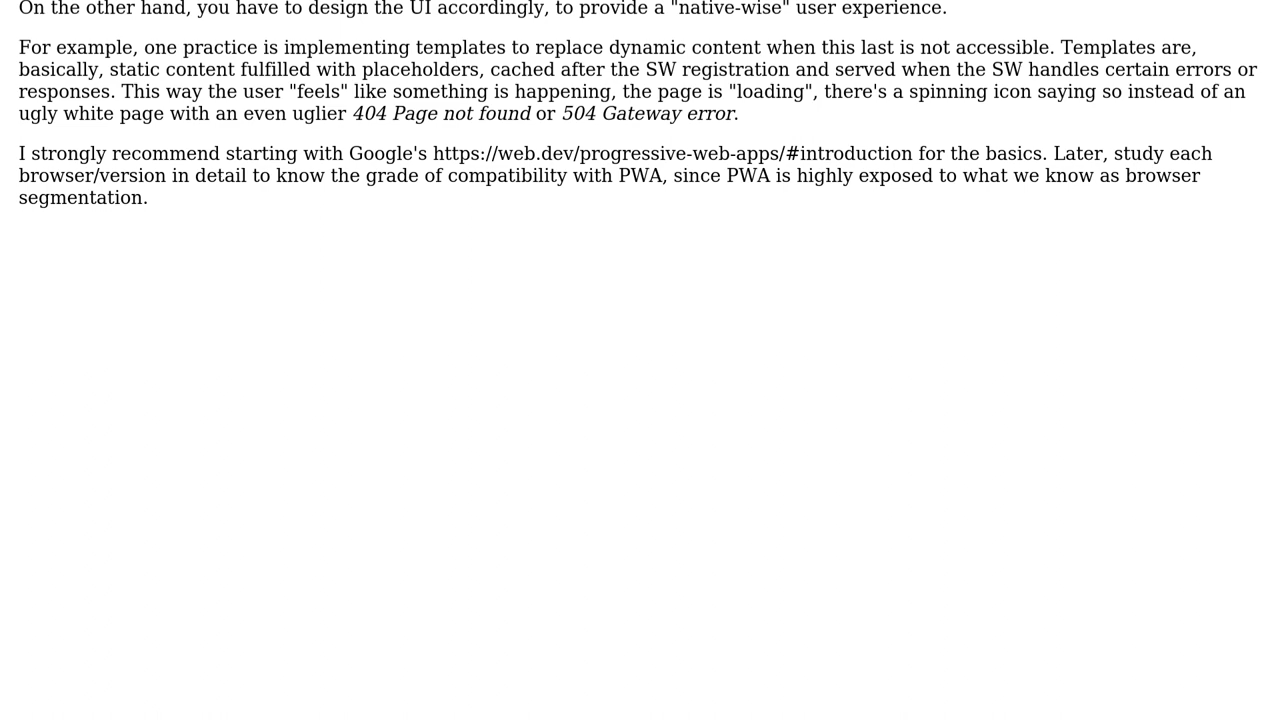 On the other hand, you have to design the UI accordingly, to provide a "native-wise" user experience.
For example, one practice is implementing templates to replace dynamic content when this last is not accessible. Templates are,
basically, static content fulfilled with placeholders, cached after the SW registration and served when the SW handles certain errors or
responses. This way the user "feels" like something is happening, the page is "loading", there's a spinning icon saying so instead of an
ugly white page with an even uglier 404 Page not found or 504 Gateway error.
I strongly recommend starting with Google's https://web.dev/progressive-web-apps/#introduction for the basics. Later, study each
browser/version in detail to know the grade of compatibility with PWA, since PWA is highly exposed to what we know as browser
segmentation.